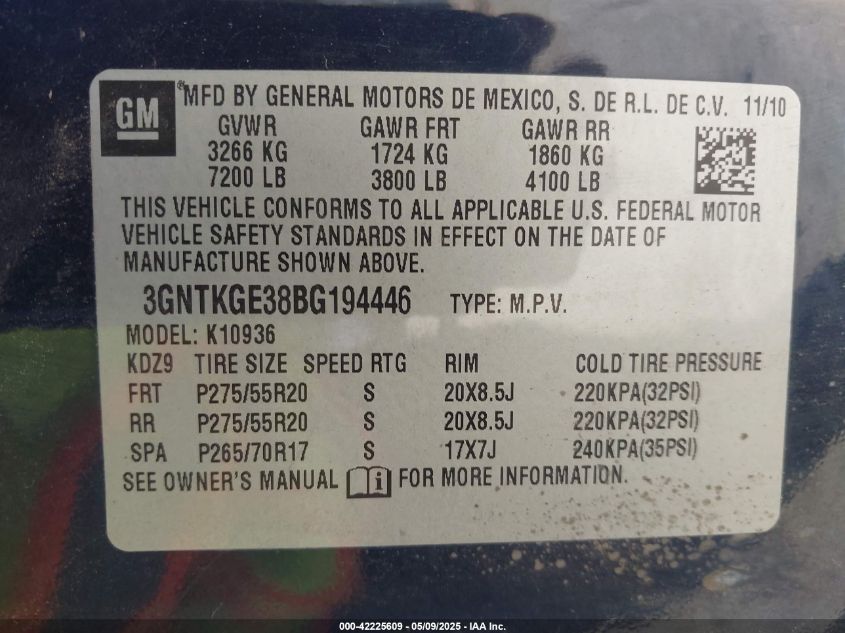 GM
®MFD BY GENERAL MOTORS DE MEXICO, S. DE R.L. DE C.V. 11/10
GVWR GAWR FRT GAWR RR
3266 KG 1724 KG 1860 KG
7200 LB 3800 LB 4100 LB
THIS VEHICLE CONFORMS TO ALL APPLICABLE U.S. FEDERAL MOTOR
VEHICLE SAFETY STANDARDS IN EFFECT ON THE DATE OF
MANUFACTURE SHOWN ABOVE.
3GNTKGE38BG194446 TYPE: M.P.V.
MODEL: K10936
KDZ9 TIRE SIZE SPEED RTG RIM COLD TIRE PRESSURE
FRT P275/55R20 S 20X8.5J 220KPA(32PSI)
RR P275/55R20 S 20X8.5J 220KPA(32PSI)
SPA P265/70R17 S 17X7J 240KPA(35PSI)
SEE OWNER'S MANUAL i FOR MORE INFORMATION.
000-42225609 - 05/09/2025 - IAA Inc.